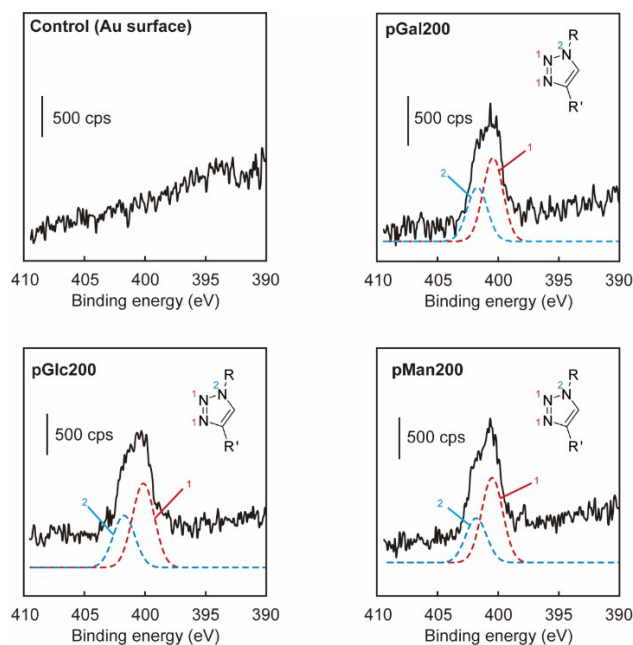 Control (Au surface)
500 cps
410 405 400 395 390
Binding energy (eV)
pGal200
R
1 N 2 N
1 N
R'
500 cps
2 1
410 405 400 395 390
Binding energy (eV)
pGlc200
R
1 N 2 N
1 N
R'
500 cps
2 1
410 405 400 395 390
Binding energy (eV)
pMan200
R
1 N 2 N
1 N
R'
500 cps
2 1
410 405 400 395 390
Binding energy (eV)